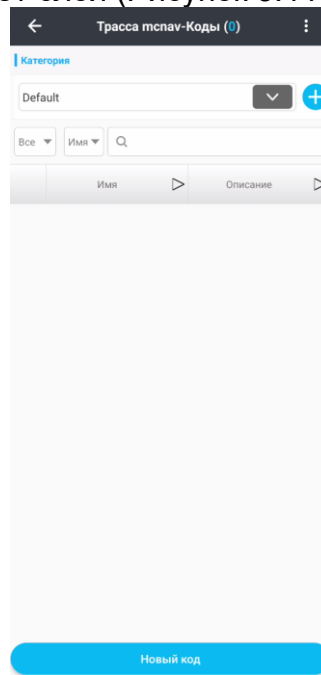 Трасса mcnav-Коды (0)
Категория
Default
Все Имя
Имя Описание
Новый код